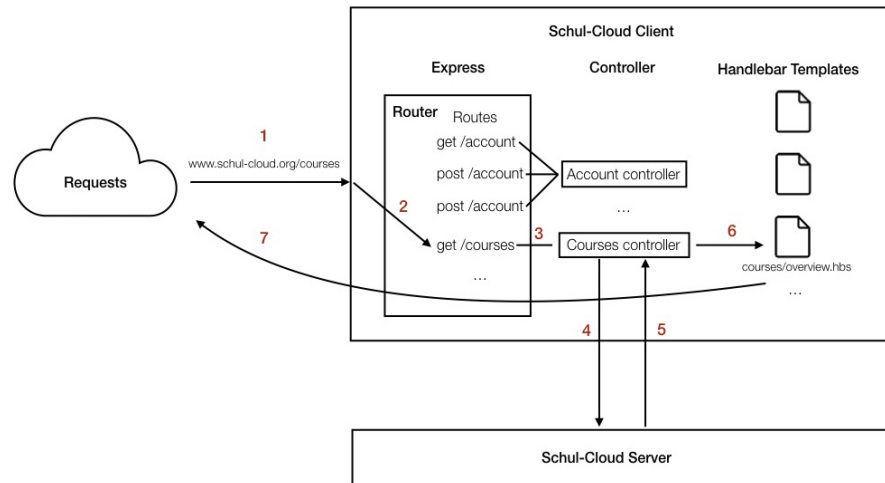 Schul-Cloud Client
Express
Controller
Handlebar Templates
Router
Routes
1
www.schul-cloud.org/courses
get /account
Requests
post /account
Account controller
2
post /account
...
7
get /courses
3
Courses controller
6
...
courses/overview.hbs
...
4
5
Schul-Cloud Server